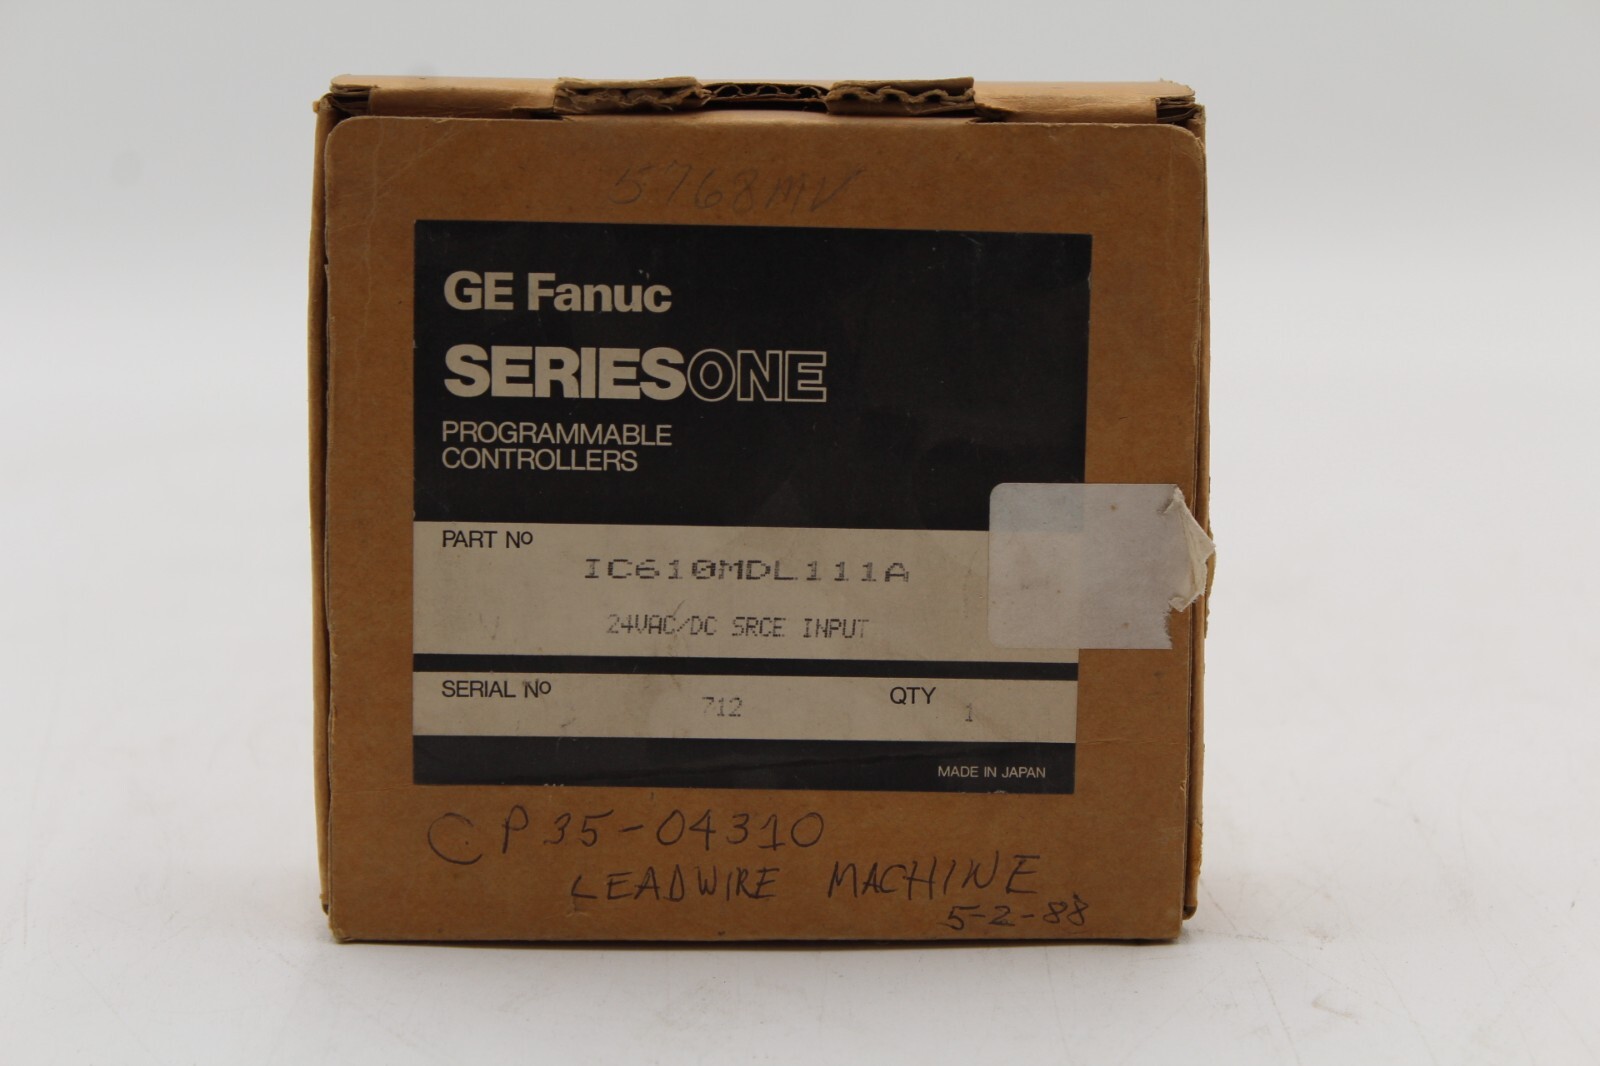 5768MV
GE Fanuc
SERIESONE
PROGRAMMABLE
CONTROLLERS
PART No
IC610MDL111A
24VAC/DC SRCE INPUT
SERIAL No 712 QTY 1
MADE IN JAPAN
CP35-04310
LEADWIRE MACHINE
5-2-88